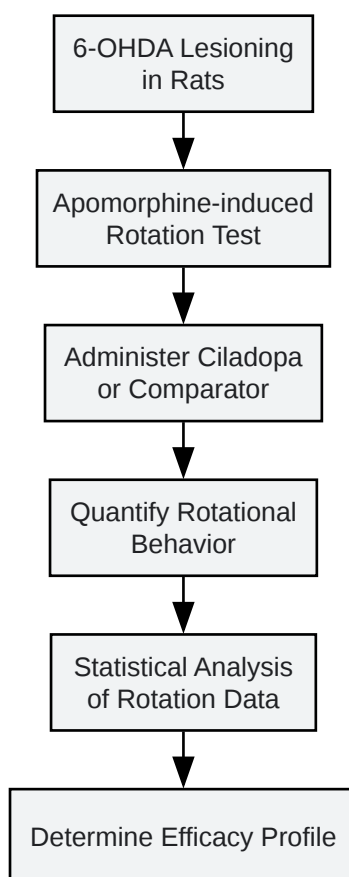 6-OHDA Lesioning
in Rats
Apomorphine-induced
Rotation Test
Administer Ciladopa
or Comparator
Quantify Rotational
Behavior
Statistical Analysis
of Rotation Data
Determine Efficacy Profile